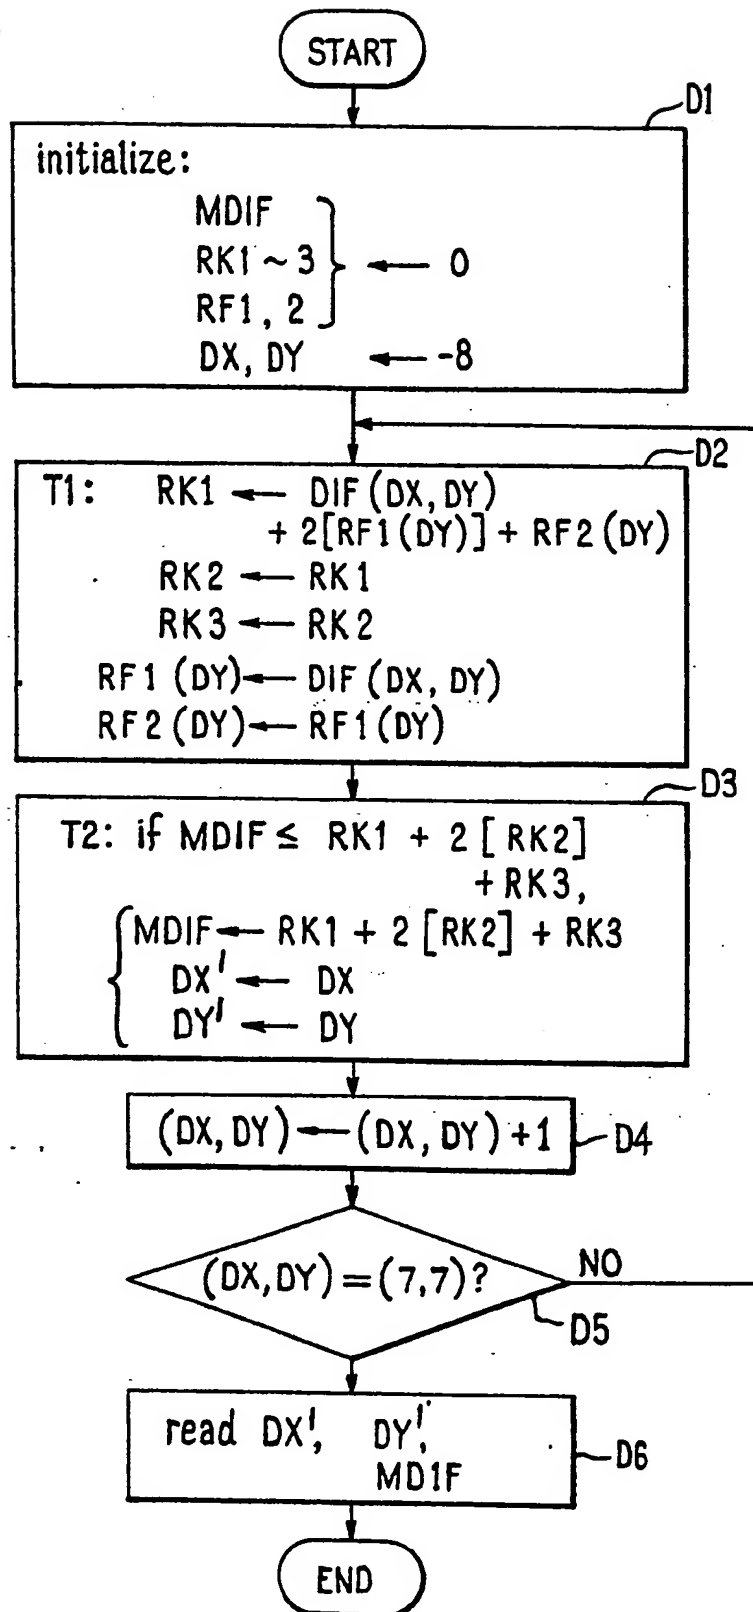 START
D1
initialize:
MDIF
RK1 ~ 3 } ← 0
RF1, 2
DX, DY ← -8
D2
T1: RK1 ← DIF(DX, DY)
+ 2[RF1(DY)] + RF2(DY)
RK2 ← RK1
RK3 ← RK2
RF1(DY) ← DIF(DX, DY)
RF2(DY) ← RF1(DY)
D3
T2: if MDIF ≤ RK1 + 2[RK2]
+ RK3,
{ MDIF ← RK1 + 2[RK2] + RK3
DX' ← DX
DY' ← DY
(DX, DY) ← (DX, DY) + 1
D4
(DX, DY) = (7, 7)?
NO
D5
read DX', DY',
MD1F
D6
END